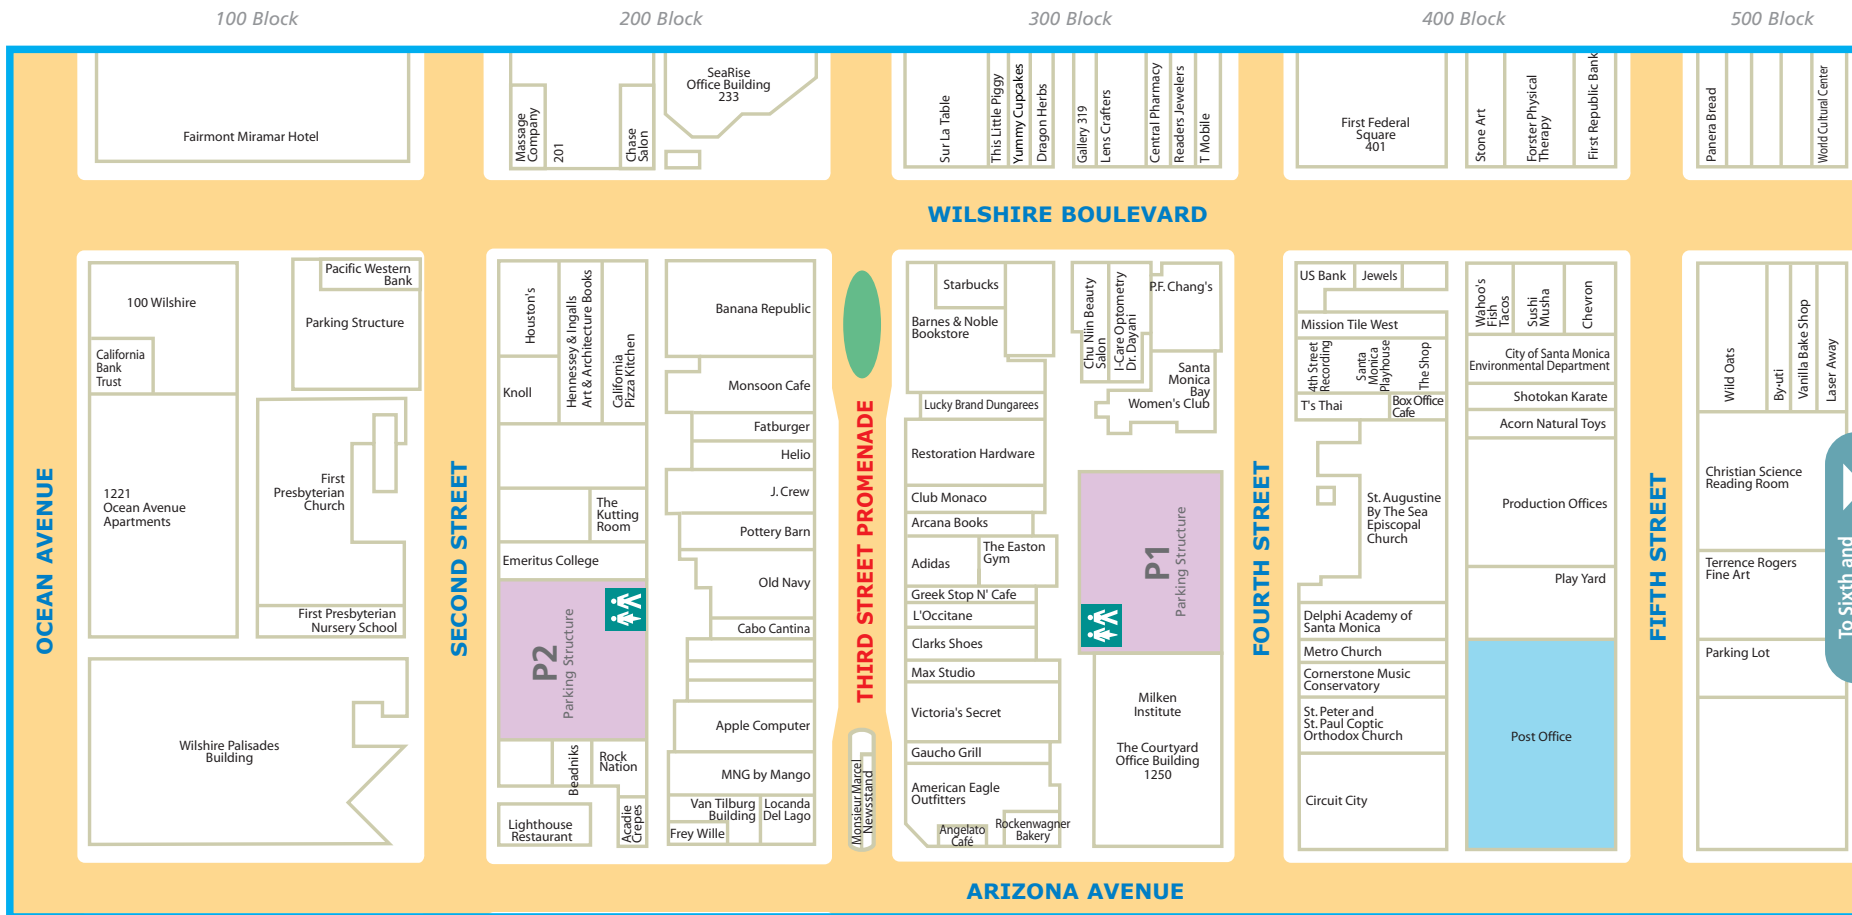 100 Block
200 Block
300 Block
400 Block
500 Block
Fairmont Miramar Hotel
Massage
Company
201
Chase
Salon
SeaRise
Office Building
233
Sur La Table
This Little Piggy
Yummy Cupcakes
Dragon Herbs
Gallery 319
Lens Crafters
Central Pharmacy
Readers Jewelers
T Mobile
First Federal
Square
401
Stone Art
Forster Physical
Therapy
First Republic Bank
Panera Bread
World Cultural Center
WILSHIRE BOULEVARD
OCEAN AVENUE
100 Wilshire
California
Bank
Trust
Pacific Western
Bank
Parking Structure
1221
Ocean Avenue
Apartments
First
Presbyterian
Church
First Presbyterian
Nursery School
Wilshire Palisades
Building
SECOND STREET
Houston's
Hennessey & Ingalls
Art & Architecture Books
California
Pizza Kitchen
Knoll
The
Kutting
Room
Emeritus College
P2
Parking Structure
Beadniks
Rock
Nation
Lighthouse
Restaurant
Acadie
Crepes
Banana Republic
Monsoon Cafe
Fatburger
Helio
J. Crew
Pottery Barn
Old Navy
Cabo Cantina
Apple Computer
MNG by Mango
Van Tilburg
Building
Locanda
Del Lago
Frey Wille
THIRD STREET PROMENADE
Monsieur Marcel
Newsstand
Starbucks
Barnes & Noble
Bookstore
Lucky Brand Dungarees
Restoration Hardware
Club Monaco
Arcana Books
Adidas
The Easton
Gym
Greek Stop N' Cafe
L'Occitane
Clarks Shoes
Max Studio
Victoria's Secret
Gaucho Grill
American Eagle
Outfitters
Angelato
Café
Rockenwagner
Bakery
Chu Niin Beauty
Salon
I-Care Optometry
Dr. Dayani
P.F. Chang's
Santa
Monica
Bay
Women's Club
P1
Parking Structure
Milken
Institute
The Courtyard
Office Building
1250
FOURTH STREET
US Bank
Jewels
Mission Tile West
4th Street
Recording
Santa
Monica
Playhouse
The Shop
T's Thai
Box Office
Cafe
St. Augustine
By The Sea
Episcopal
Church
Delphi Academy of
Santa Monica
Metro Church
Cornerstone Music
Conservatory
St. Peter and
St. Paul Coptic
Orthodox Church
Circuit City
Wahoo's
Fish
Tacos
Sushi
Musha
Chevron
City of Santa Monica
Environmental Department
Shotokan Karate
Acorn Natural Toys
Production Offices
Play Yard
Post Office
FIFTH STREET
Wild Oats
By•uti
Vanilla Bake Shop
Laser Away
Christian Science
Reading Room
Terrence Rogers
Fine Art
Parking Lot
To Sixth and
ARIZONA AVENUE